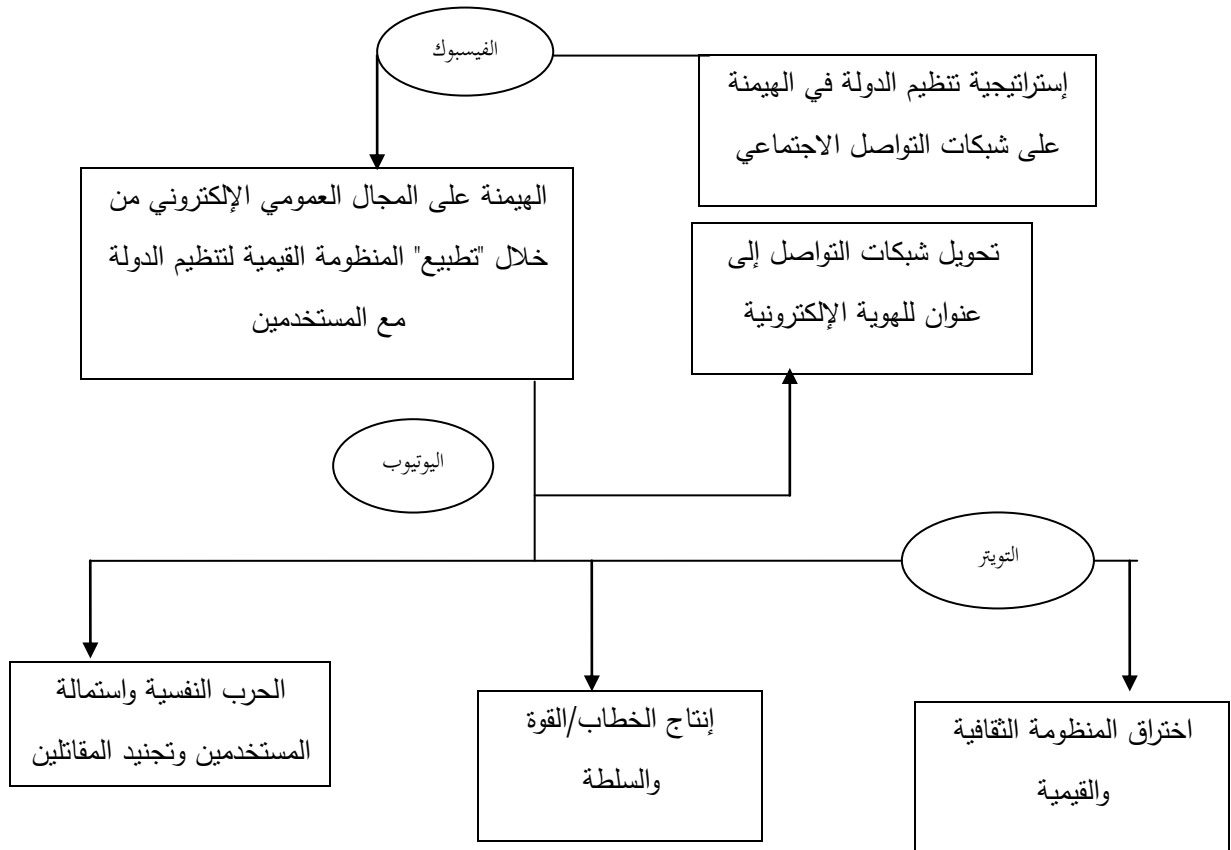 الفيسبوك
إستراتيجية تنظيم الدولة في الهيمنة
على شبكات التواصل الاجتماعي
الهيمنة على المجال العمومي الإلكتروني من
خلال "تطبيع" المنظومة القيمية لتنظيم الدولة
مع المستخدمين
تحويل شبكات التواصل إلى
عنوان للهوية الإلكترونية
اليوتيوب
التويتر
الحرب النفسية واستمالة
المستخدمين وتجنيد المقاتلين
إنتاج الخطاب/القوة
والسلطة
اختراق المنظومة الثقافية
والقيمية